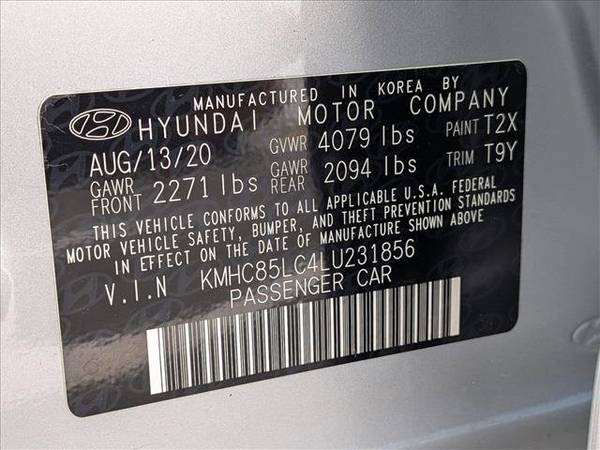 MANUFACTURED IN KOREA BY
HYUNDAI MOTOR COMPANY
AUG/13/20 GVWR 4079 lbs PAINT T2X
GAWR FRONT 2271 lbs GAWR REAR 2094 lbs TRIM T9Y
THIS VEHICLE CONFORMS TO ALL APPLICABLE U.S.A. FEDERAL
MOTOR VEHICLE SAFETY, BUMPER, AND THEFT PREVENTION STANDARDS
IN EFFECT ON THE DATE OF MANUFACTURE SHOWN ABOVE
V.I.N KMHC85LC4LU231856
PASSENGER CAR